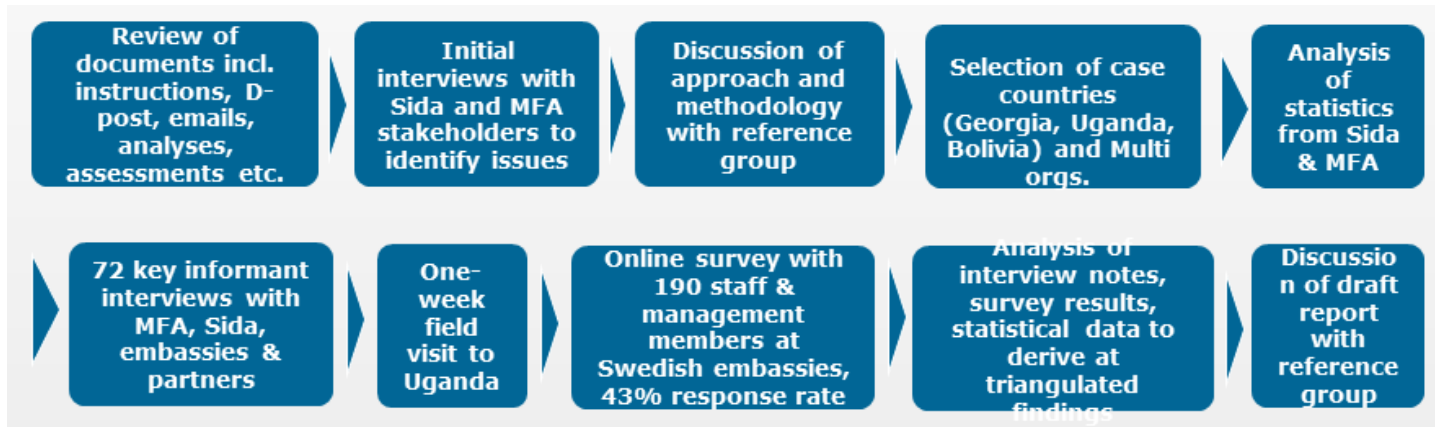 Review of
documents incl.
instructions, D-
post, emails,
analyses,
assessments etc.
Initial
interviews with
Sida and MFA
stakeholders to
identify issues
Discussion of
approach and
methodology
with reference
group
Selection of case
countries
(Georgia, Uganda,
Bolivia) and Multi
orgs.
Analysis
of
statistics
from Sida
& MFA
72 key informant
interviews with
MFA, Sida,
embassies &
partners
One-
week
field
visit to
Uganda
Online survey with
190 staff &
management
members at
Swedish embassies,
43% response rate
Analysis of
interview notes,
survey results,
statistical data to
derive at
triangulated
findings
Discussio
n of draft
report
with
reference
group